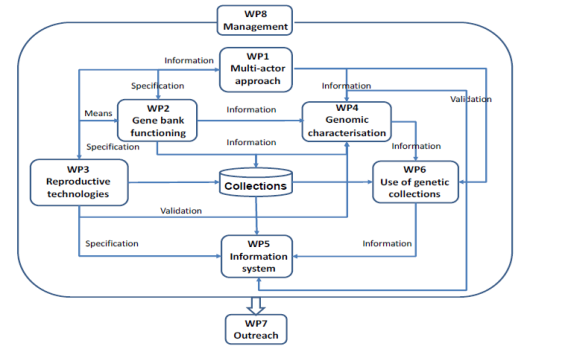 WP8
Management
Information
WP1
Multi-actor
approach
Specification
Information
Validation
Means
WP2
Gene bank
functioning
Information
WP4
Genomic
characterisation
Specification
Information
Information
WP3
Reproductive
technologies
Collections
WP6
Use of genetic
collections
Validation
Specification
WP5
Information
system
Information
WP7
Outreach